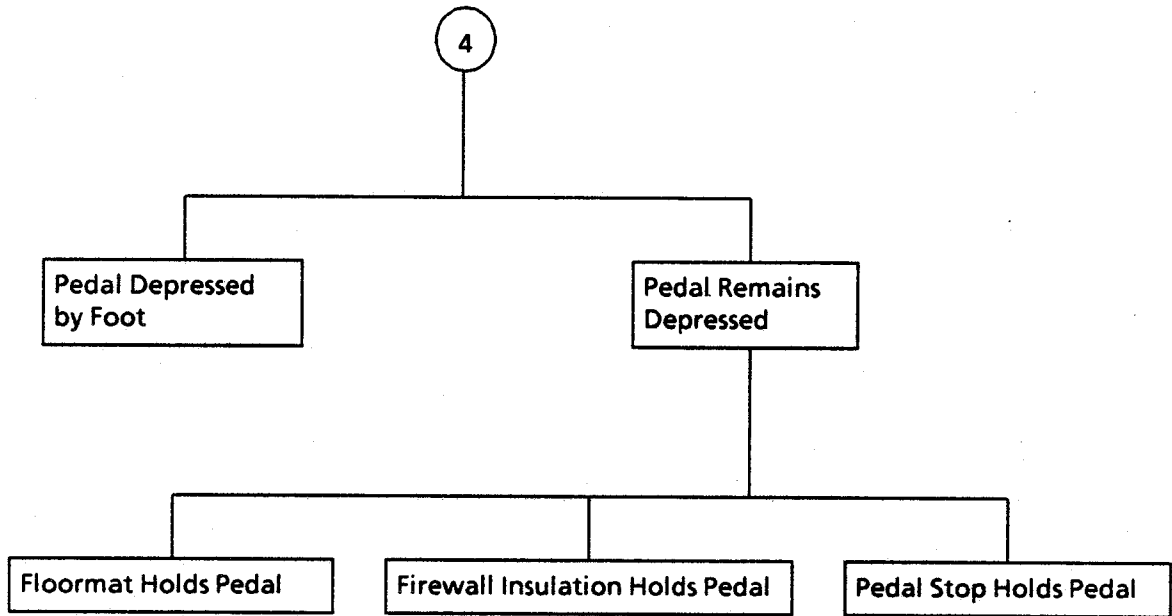 4
Pedal Depressed
by Foot
Pedal Remains
Depressed
Floormat Holds Pedal
Firewall Insulation Holds Pedal
Pedal Stop Holds Pedal